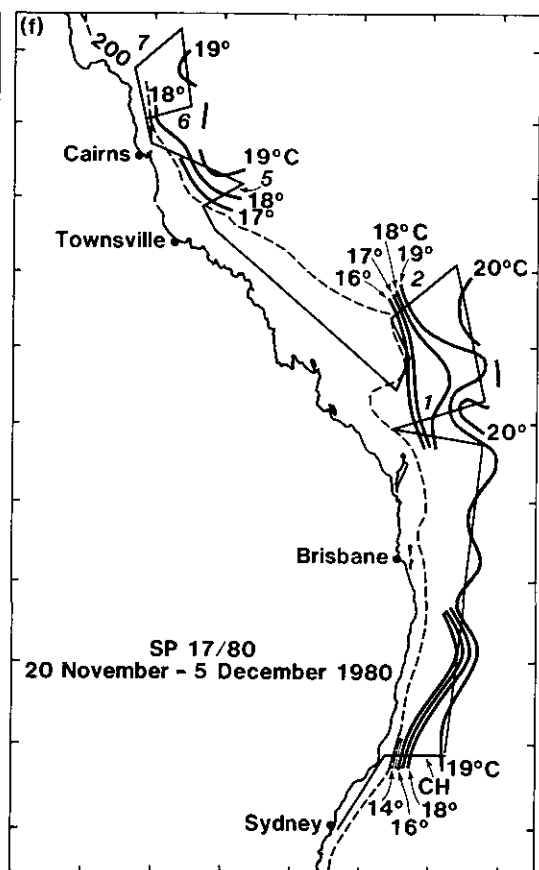 (f)
7
200
19°
18°
6
Cairns
19°C
5
18°
17°
Townsville
18°C
17° 19°
16° 2
20°C
1
20°
Brisbane
SP 17/80
20 November - 5 December 1980
19°C
CH
14° 18°
16°
Sydney